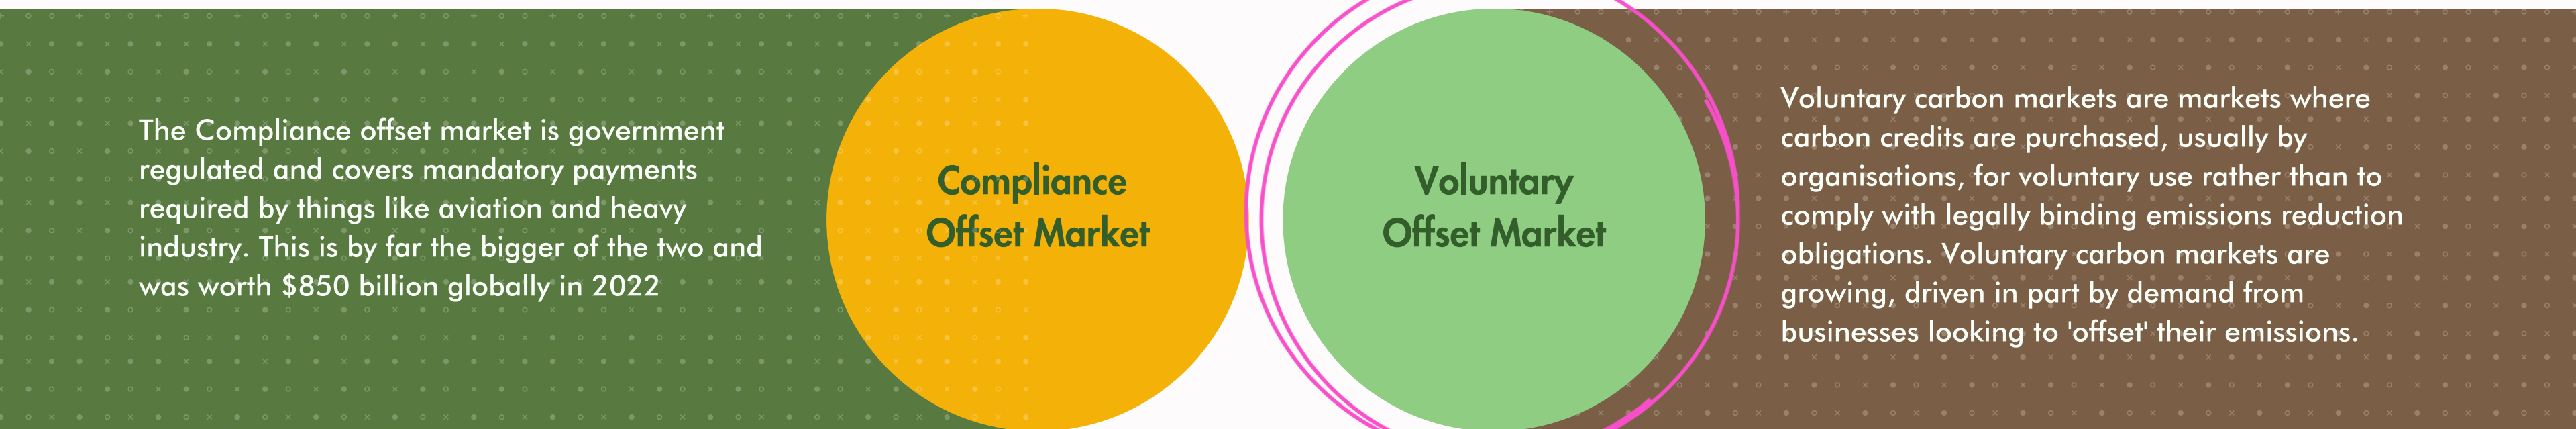 The Compliance offset market is government
regulated and covers mandatory payments
required by things like aviation and heavy
industry. This is by far the bigger of the two and
was worth $850 billion globally in 2022
Compliance
Offset Market
Voluntary
Offset Market
Voluntary carbon markets are markets where
carbon credits are purchased, usually by
organisations, for voluntary use rather than to
comply with legally binding emissions reduction
obligations. Voluntary carbon markets are
growing, driven in part by demand from
businesses looking to 'offset' their emissions.